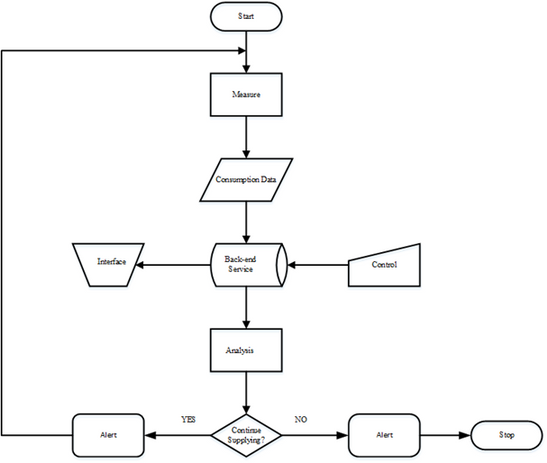 Start
Measure
Consumption Data
Interface
Back-end
Service
Control
Analysis
YES
NO
Alert
Continue
Supplying?
Alert
Stop